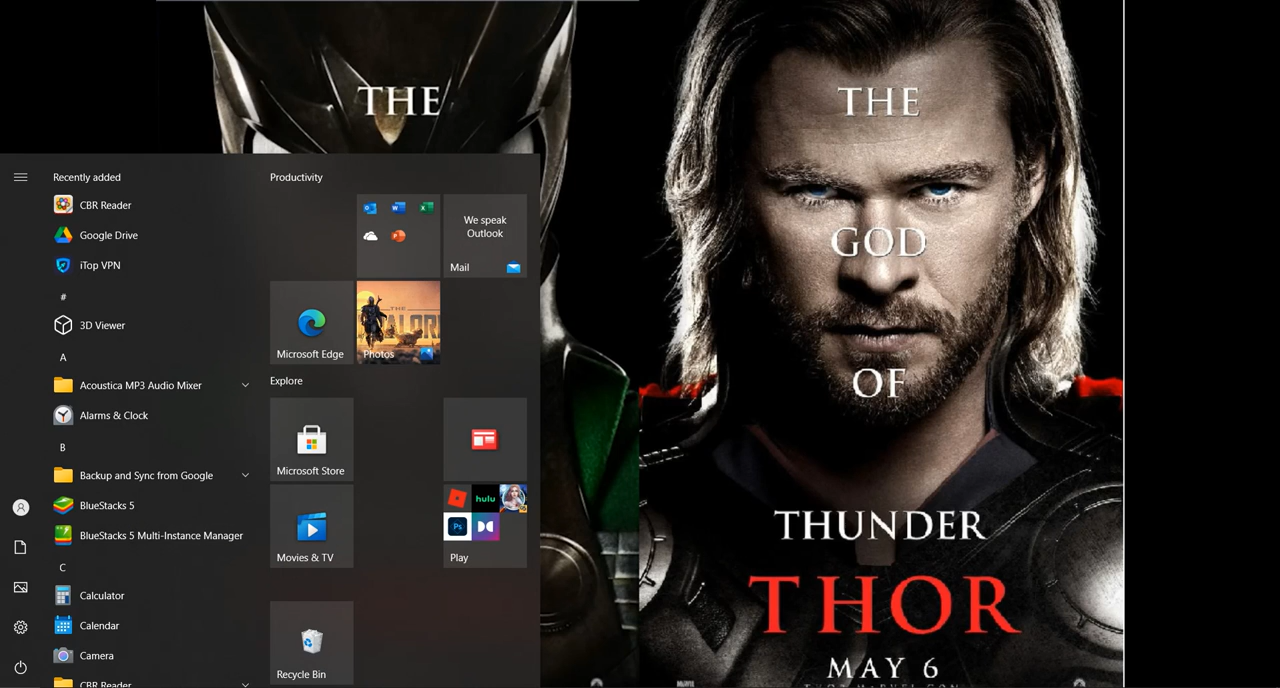 Recently added
CBR Reader
Google Drive
iTop VPN
#
3D Viewer
A
Acoustica MP3 Audio Mixer
Alarms & Clock
B
Backup and Sync from Google
BlueStacks 5
BlueStacks 5 Multi-Instance Manager
C
Calculator
Calendar
Camera
CBR Reader
Productivity
We speak
Outlook
Mail
Microsoft Edge
THE
Photos
Explore
Microsoft Store
Movies & TV
hulu
Ps
Play
Recycle Bin
THE
THE
GOD
OF
THUNDER
THOR
MAY 6